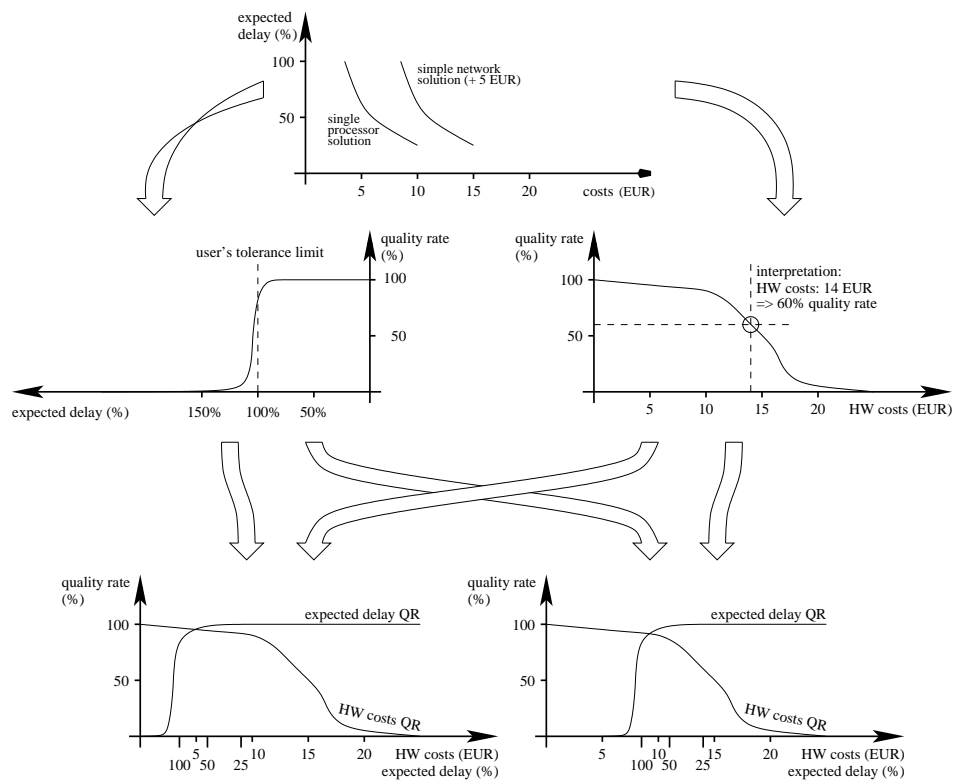 expected
delay (%)
100
50
simple network
solution (+ 5 EUR)
single
processor
solution
5
10
15
20
costs (EUR)
user's tolerance limit
quality rate
(%)
100
50
expected delay (%)
150%
100%
50%
quality rate
(%)
100
50
interpretation:
HW costs: 14 EUR
=> 60% quality rate
5
10
15
20
HW costs (EUR)
quality rate
(%)
100
50
expected delay QR
HW costs QR
5
10
15
20
HW costs (EUR)
100
50
25
expected delay (%)
quality rate
(%)
100
50
expected delay QR
HW costs QR
5
10
15
20
HW costs (EUR)
100
50
25
expected delay (%)